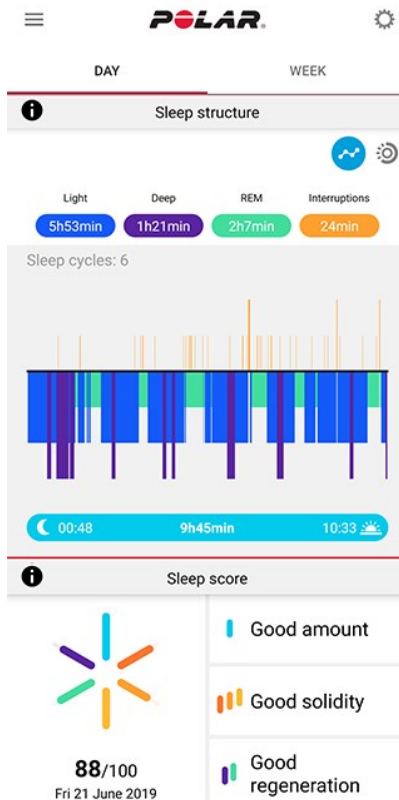 POLAR.
DAY WEEK
Sleep structure
Light Deep REM Interruptions
5h53min 1h21min 2h7min 24min
Sleep cycles: 6
00:48 9h45min 10:33
Sleep score
Good amount
Good solidity
Good
regeneration
88/100
Fri 21 June 2019